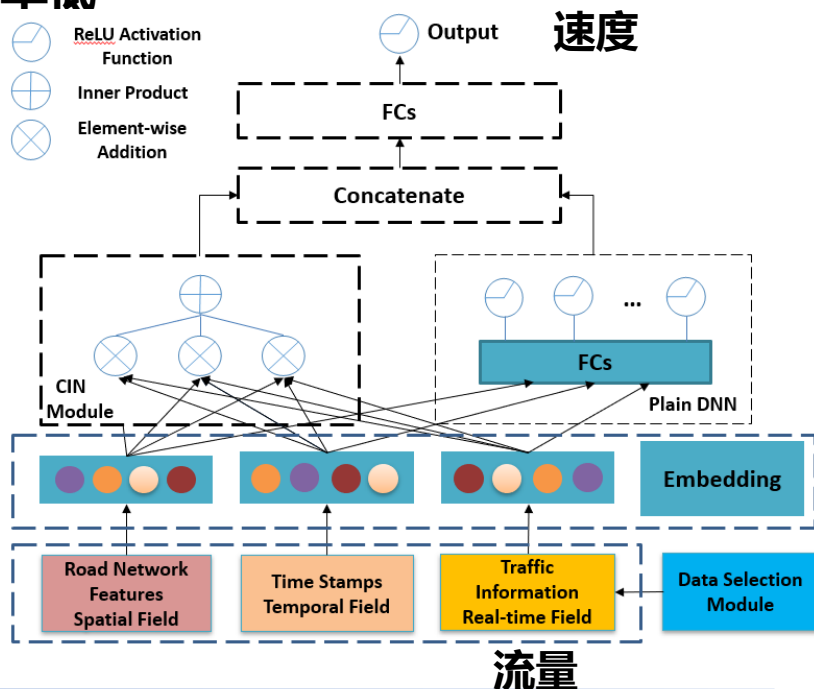 ReLU Activation
Function
Inner Product
Element-wise
Addition
Output
速度
FCs
Concatenate
CIN
Module
FCs
...
Plain DNN
Embedding
Road Network
Features
Spatial Field
Time Stamps
Temporal Field
Traffic
Information
Real-time Field
Data Selection
Module
流量